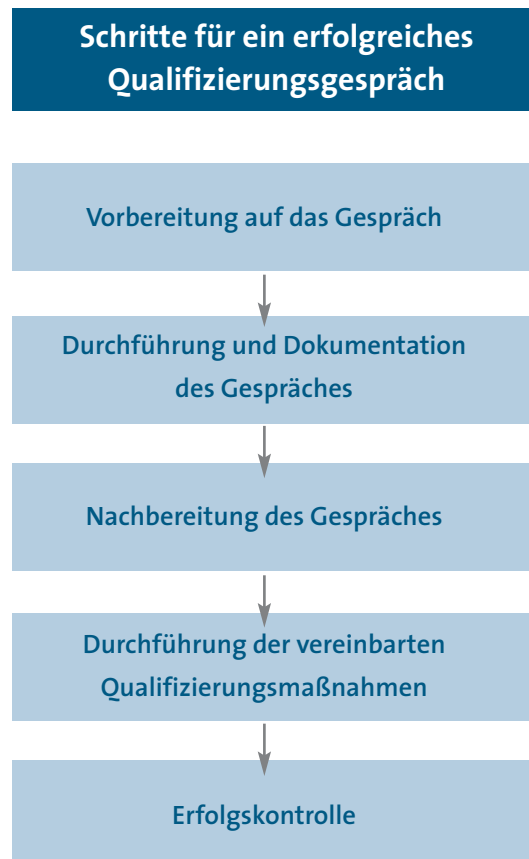 Schritte für ein erfolgreiches
Qualifizierungsgespräch
Vorbereitung auf das Gespräch
Durchführung und Dokumentation
des Gespräches
Nachbereitung des Gespräches
Durchführung der vereinbarten
Qualifizierungsmaßnahmen
Erfolgskontrolle